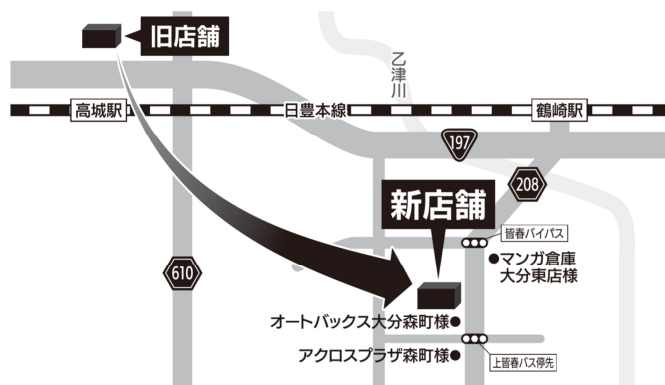 旧店舗
乙津川
高城駅
日豊本線
鶴崎駅
197
208
新店舗
皆春バイパス
●マンガ倉庫
大分東店様
610
オートバックス大分森町様●
アクロスプラザ森町様●
上皆春バス停先